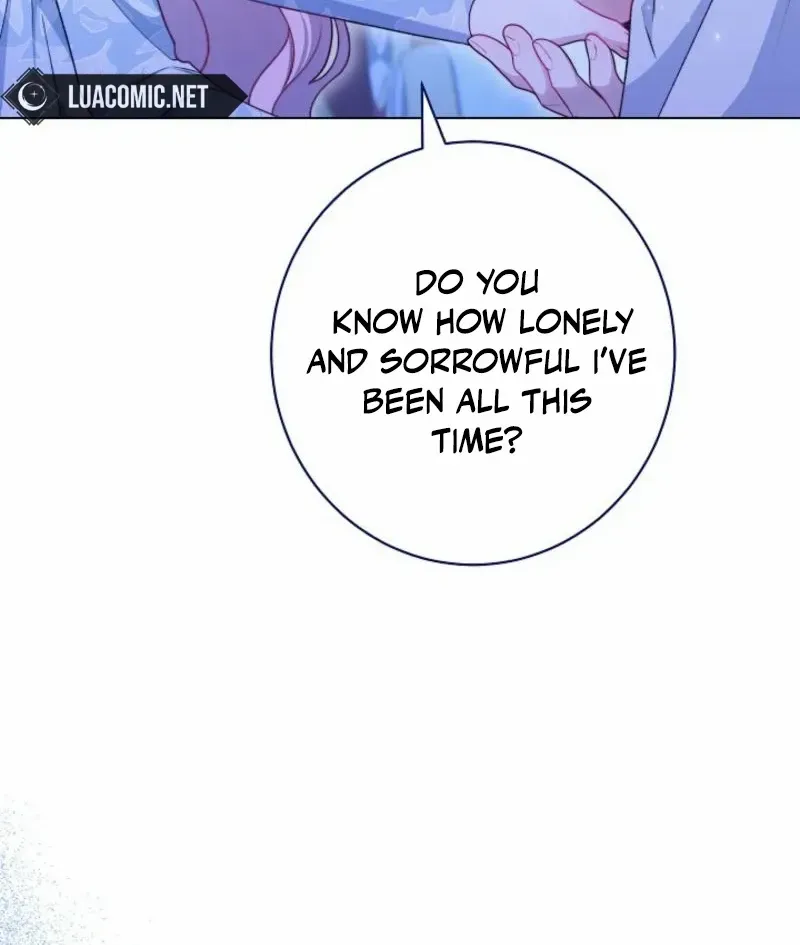 LUACOMIC.NET
DO YOU
KNOW HOW LONELY
AND SORROWFUL I'VE
BEEN ALL THIS
TIME?